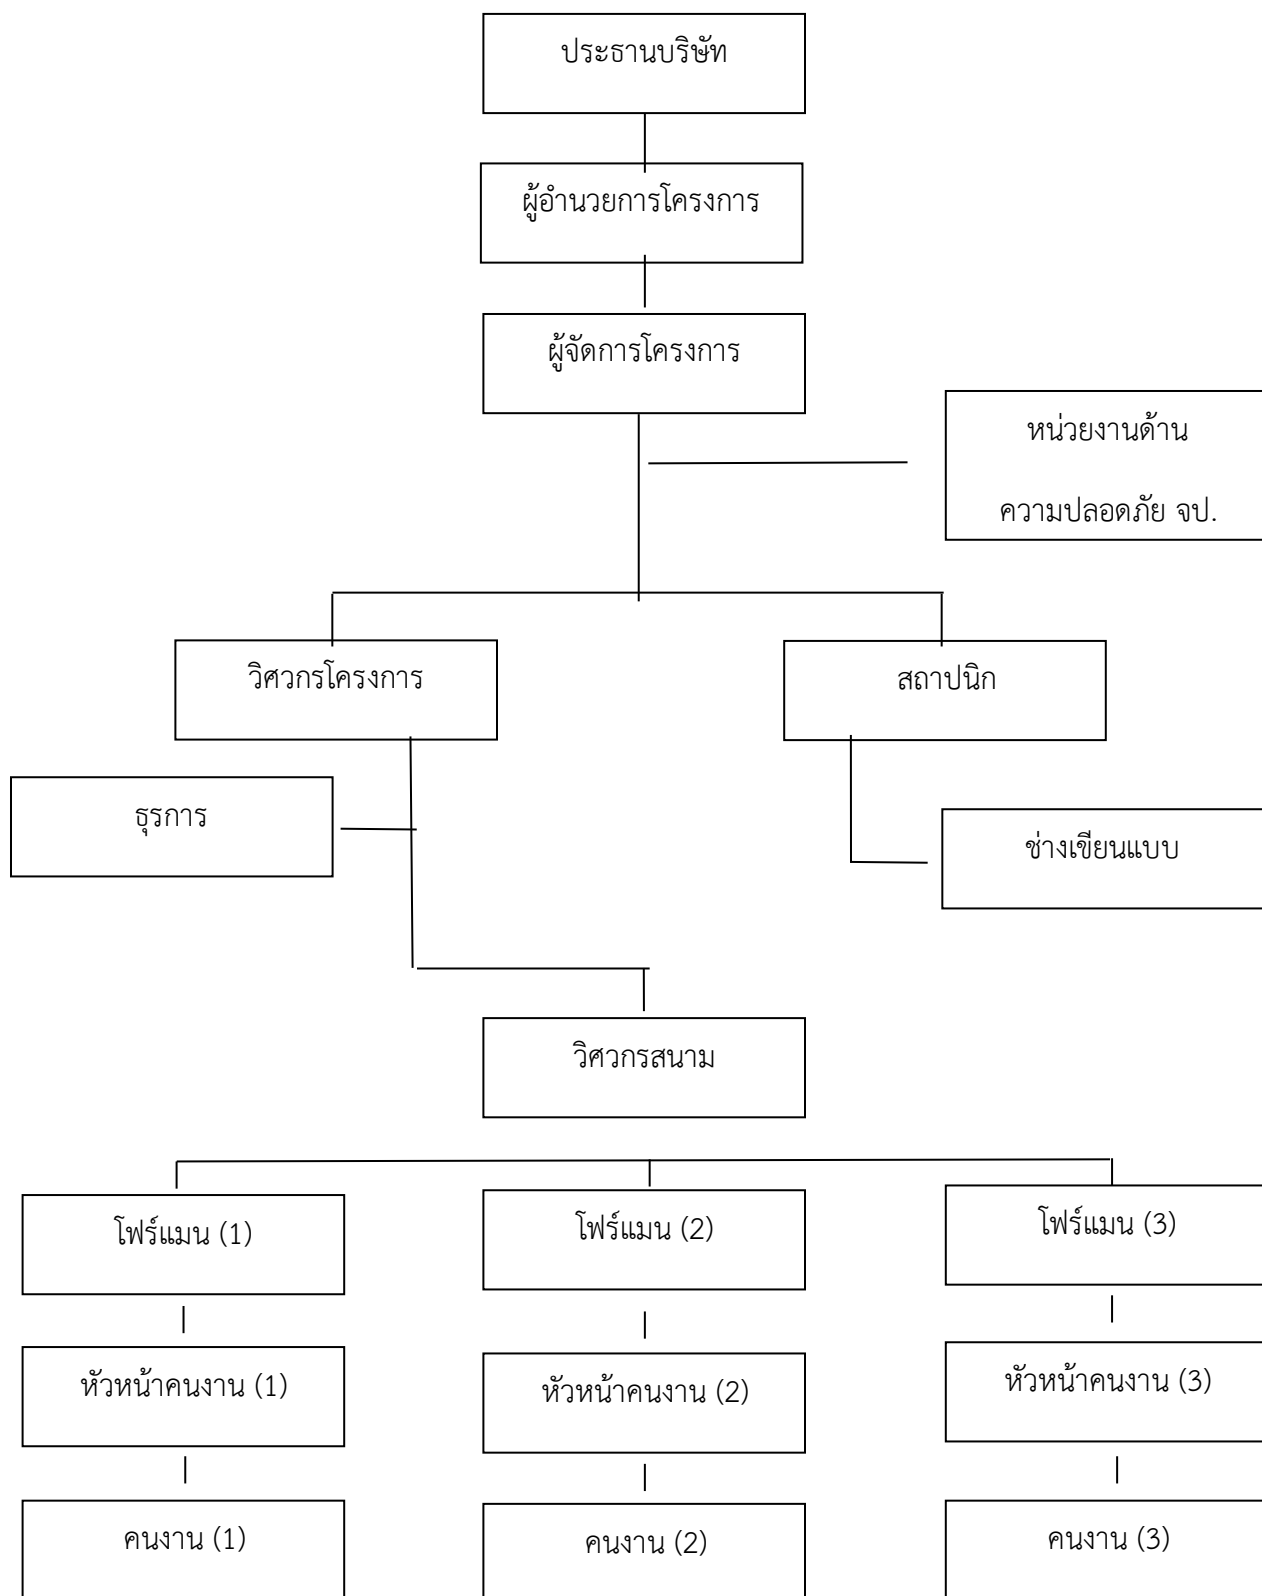 ประธานบริษัท
ผู้อำนวยการโครงการ
ผู้จัดการโครงการ
หน่วยงานด้าน
ความปลอดภัย จป.
วิศวกรโครงการ
สถาปนิก
ธุรการ
ช่างเขียนแบบ
วิศวกรสนาม
โฟร์แมน (1)
โฟร์แมน (2)
โฟร์แมน (3)
หัวหน้าคนงาน (1)
หัวหน้าคนงาน (2)
หัวหน้าคนงาน (3)
คนงาน (1)
คนงาน (2)
คนงาน (3)